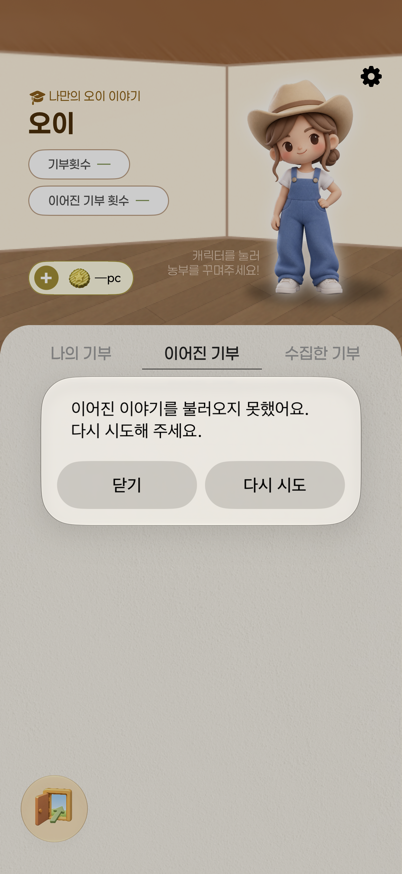 나만의 오이 이야기
오이
기부횟수 —
이어진 기부 횟수 —
—pc
캐릭터를 눌러
농부를 꾸며주세요!
나의 기부 이어진 기부 수집한 기부
이어진 이야기를 불러오지 못했어요.
다시 시도해 주세요.
닫기 다시 시도